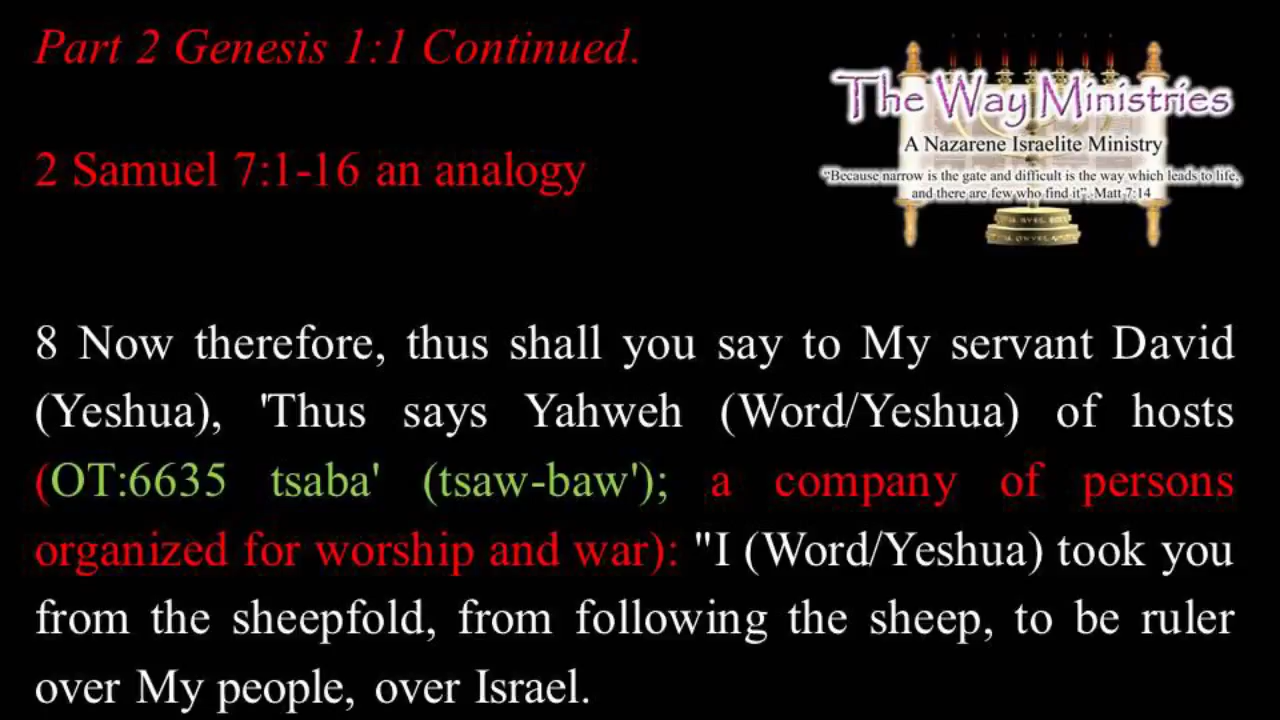 Part 2 Genesis 1:1 Continued.
The Way Ministries
A Nazarene Israelite Ministry
2 Samuel 7:1-16 an analogy
"Because narrow is the gate and difficult is the way which leads to life,
and there are few who find it". Matt 7:14
8 Now therefore, thus shall you say to My servant David
(Yeshua), 'Thus says Yahweh (Word/Yeshua) of hosts
(OT:6635 tsaba' (tsaw-baw'); a company of persons
organized for worship and war): "I (Word/Yeshua) took you
from the sheepfold, from following the sheep, to be ruler
over My people, over Israel.